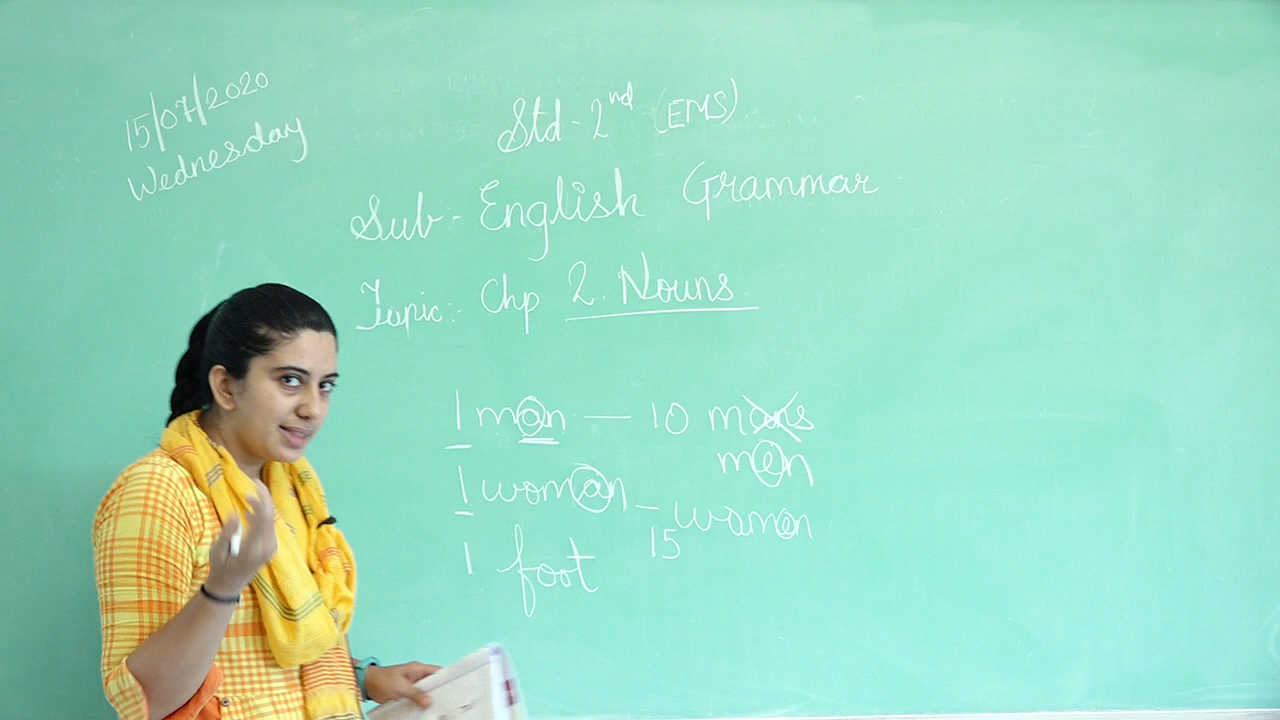 15/07/2020
Wednesday
Std - 2nd (EMS)
Sub:- English Grammar
Topic:- Chp 2. Nouns
1 man — 10 mans
men
1 woman - 15 women
1 foot